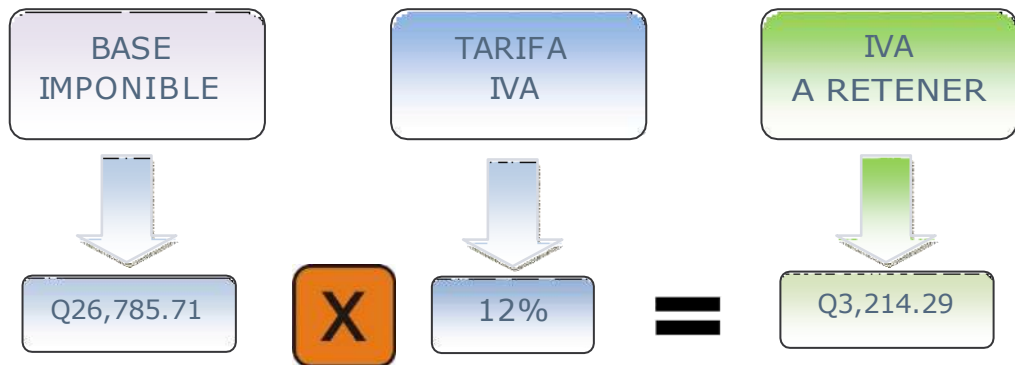 BASE
IMPONIBLE
TARIFA
IVA
IVA
A RETENER
Q26,785.71
X
12%
=
Q3,214.29